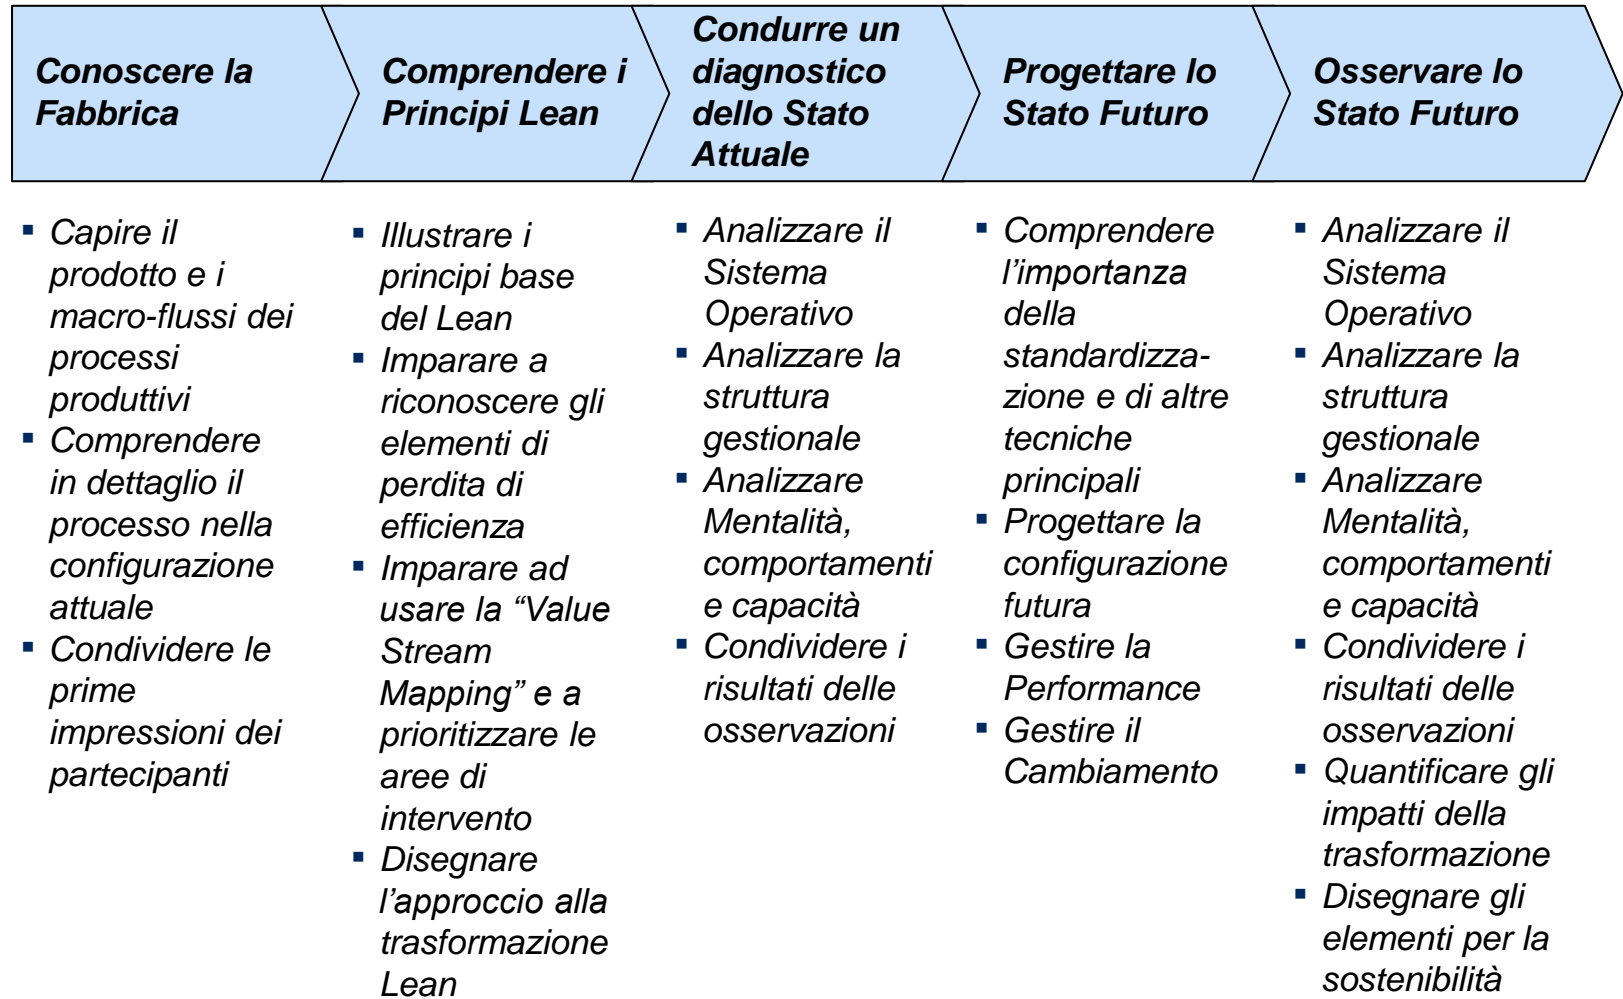 Conoscere la
Fabbrica
Comprendere i
Principi Lean
Condurre un
diagnostico
dello Stato
Attuale
Progettare lo
Stato Futuro
Osservare lo
Stato Futuro
▪ Capire il
prodotto e i
macro-flussi dei
processi
produttivi
▪ Comprendere
in dettaglio il
processo nella
configurazione
attuale
▪ Condividere le
prime
impressioni dei
partecipanti
▪ Illustrare i
principi base
del Lean
▪ Imparare a
riconoscere gli
elementi di
perdita di
efficienza
▪ Imparare ad
usare la “Value
Stream
Mapping” e a
prioritizzare le
aree di
intervento
▪ Disegnare
l’approccio alla
trasformazione
Lean
▪ Analizzare il
Sistema
Operativo
▪ Analizzare la
struttura
gestionale
▪ Analizzare
Mentalità,
comportamenti
e capacità
▪ Condividere i
risultati delle
osservazioni
▪ Comprendere
l’importanza
della
standardizza-
zione e di altre
tecniche
principali
▪ Progettare la
configurazione
futura
▪ Gestire la
Performance
▪ Gestire il
Cambiamento
▪ Analizzare il
Sistema
Operativo
▪ Analizzare la
struttura
gestionale
▪ Analizzare
Mentalità,
comportamenti
e capacità
▪ Condividere i
risultati delle
osservazioni
▪ Quantificare gli
impatti della
trasformazione
▪ Disegnare gli
elementi per la
sostenibilità